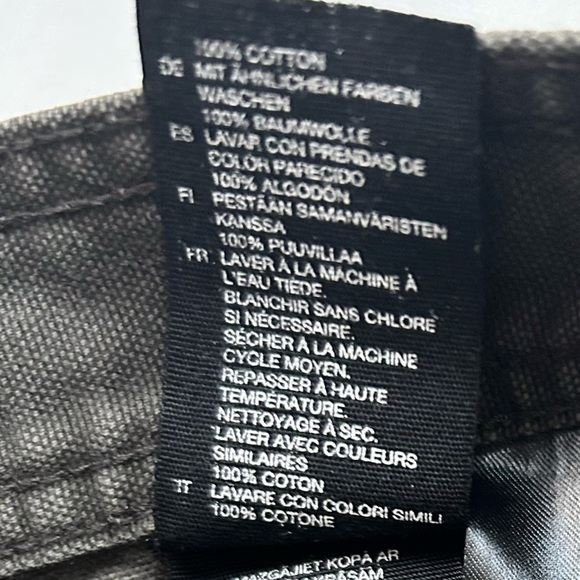 100% COTTON
DE MIT ÄHNLICHEN FARBEN
WASCHEN
100% BAUMWOLLE
ES LAVAR CON PRENDAS DE
COLOR PARECIDO
100% ALGODÓN
FI PESTÄÄN SAMANVÄRISTEN
KANSSA
100% PUUVILLAA
FR LAVER À LA MACHINE À
L'EAU TIÈDE.
BLANCHIR SANS CHLORE
SI NÉCESSAIRE.
SÉCHER À LA MACHINE
CYCLE MOYEN.
REPASSER À HAUTE
TEMPÉRATURE.
NETTOYAGE À SEC.
LAVER AVEC COULEURS
SIMILAIRES
100% COTON
IT LAVARE CON COLORI SIMILI
100% COTONE
KOPĀ AR